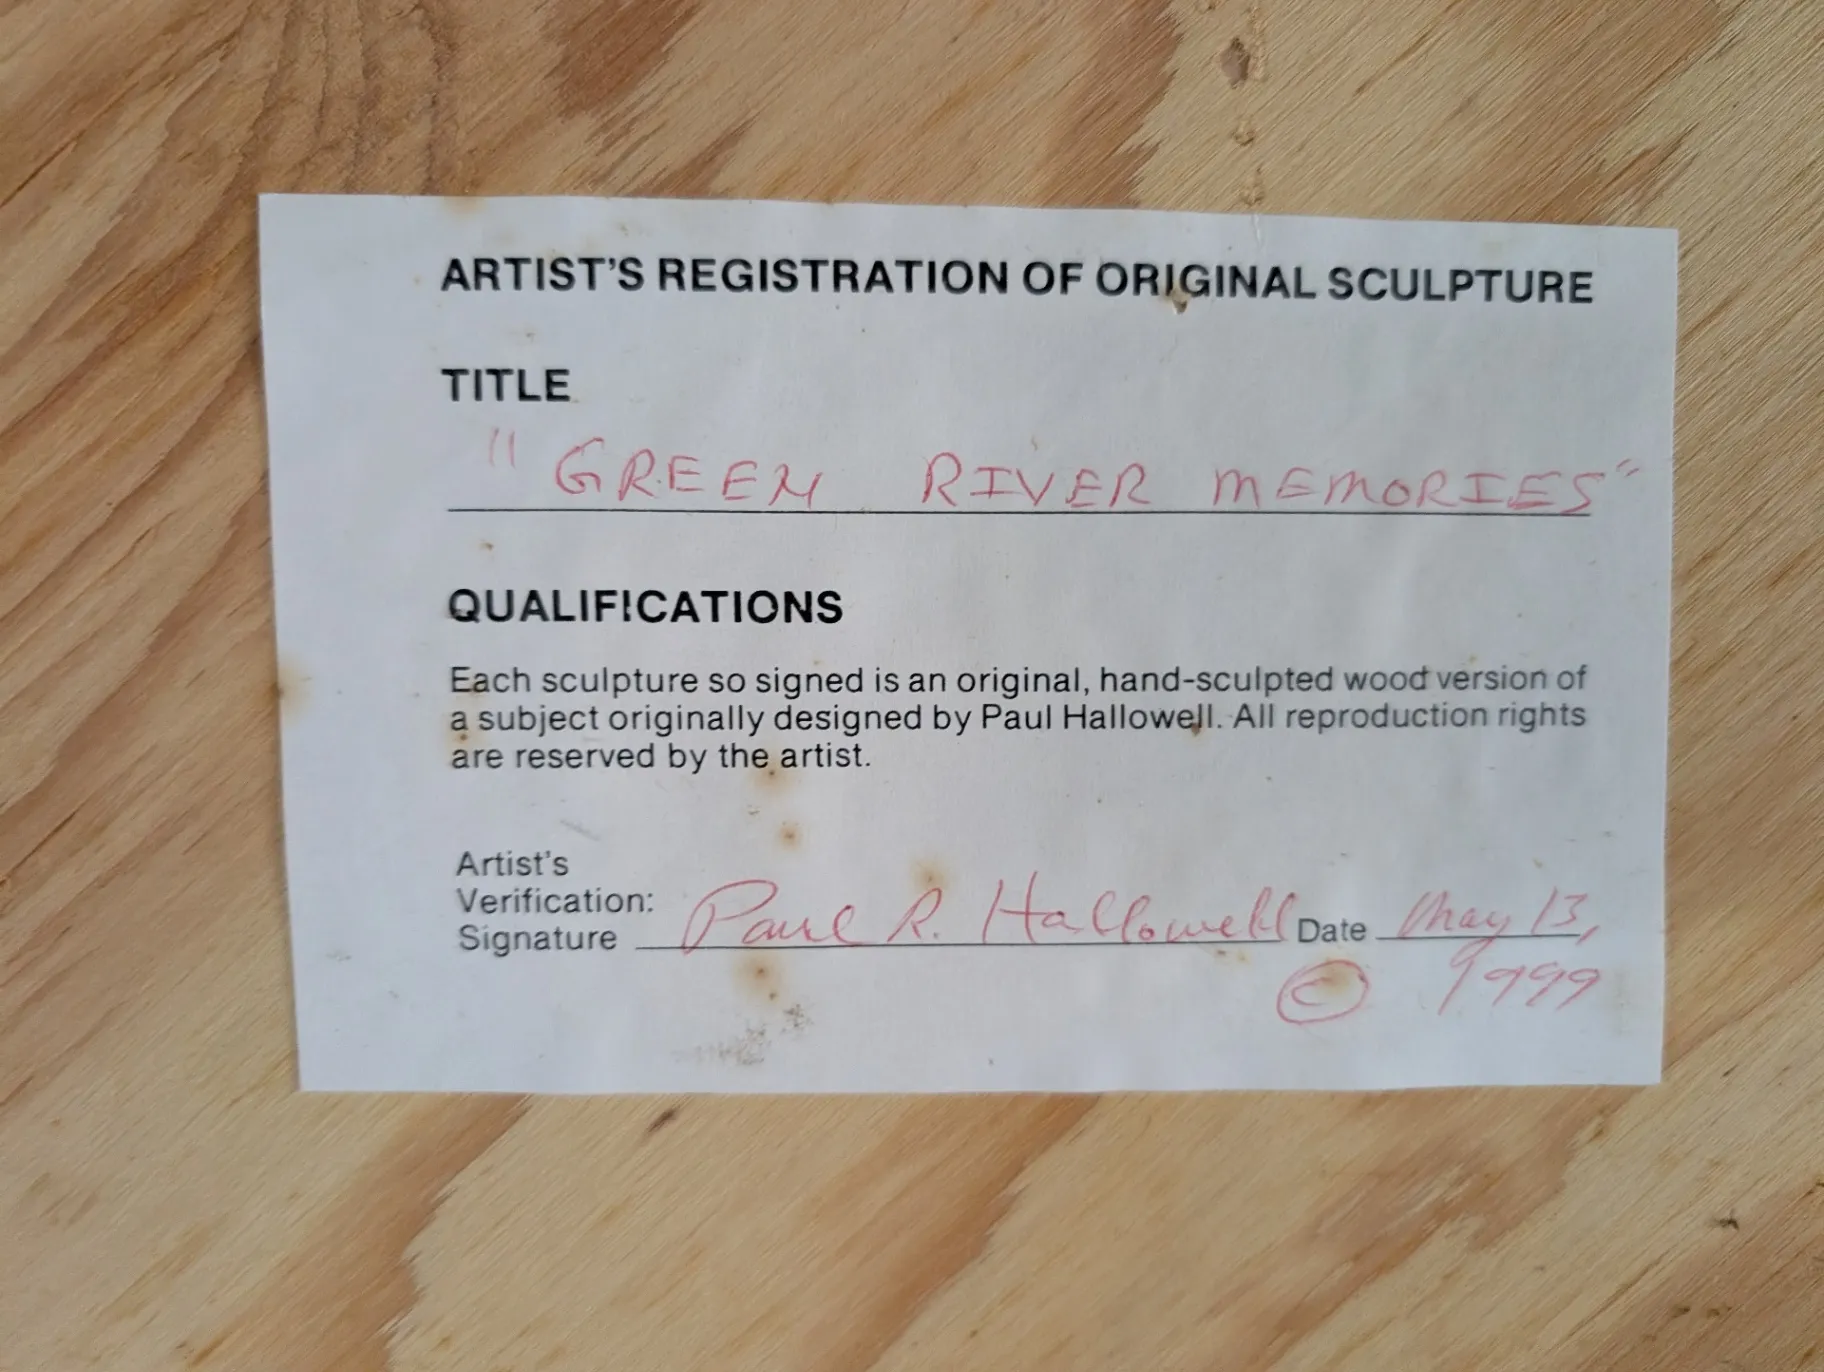 ARTIST'S REGISTRATION OF ORIGINAL SCULPTURE
TITLE
"GREEN RIVER MEMORIES"
QUALIFICATIONS
Each sculpture so signed is an original, hand-sculpted wood version of
a subject originally designed by Paul Hallowell. All reproduction rights
are reserved by the artist.
Artist's
Verification:
Signature Paul R. Hallowell Date May 13,
© 1999